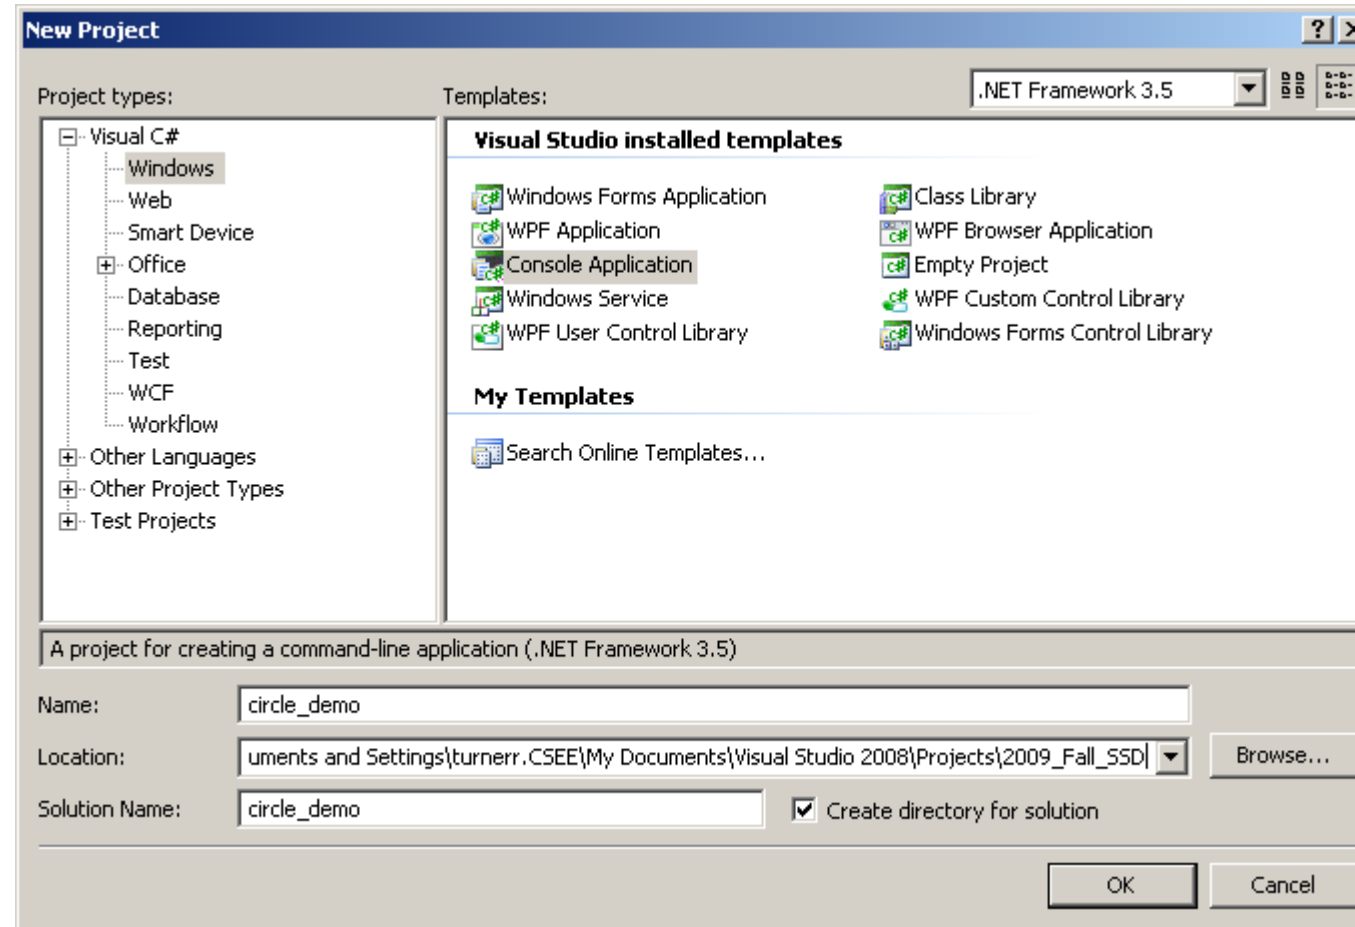 New Project
Project types:
Templates:
.NET Framework 3.5
Visual C#
Windows
Web
Smart Device
Office
Database
Reporting
Test
WCF
Workflow
Other Languages
Other Project Types
Test Projects
Visual Studio installed templates
Windows Forms Application
Class Library
WPF Application
WPF Browser Application
Console Application
Empty Project
Windows Service
WPF Custom Control Library
WPF User Control Library
Windows Forms Control Library
My Templates
Search Online Templates...
A project for creating a command-line application (.NET Framework 3.5)
Name:
circle_demo
Location:
uments and Settings\turnerr.CSEE\My Documents\Visual Studio 2008\Projects\2009_Fall_SSD
Browse...
Solution Name:
circle_demo
Create directory for solution
OK
Cancel